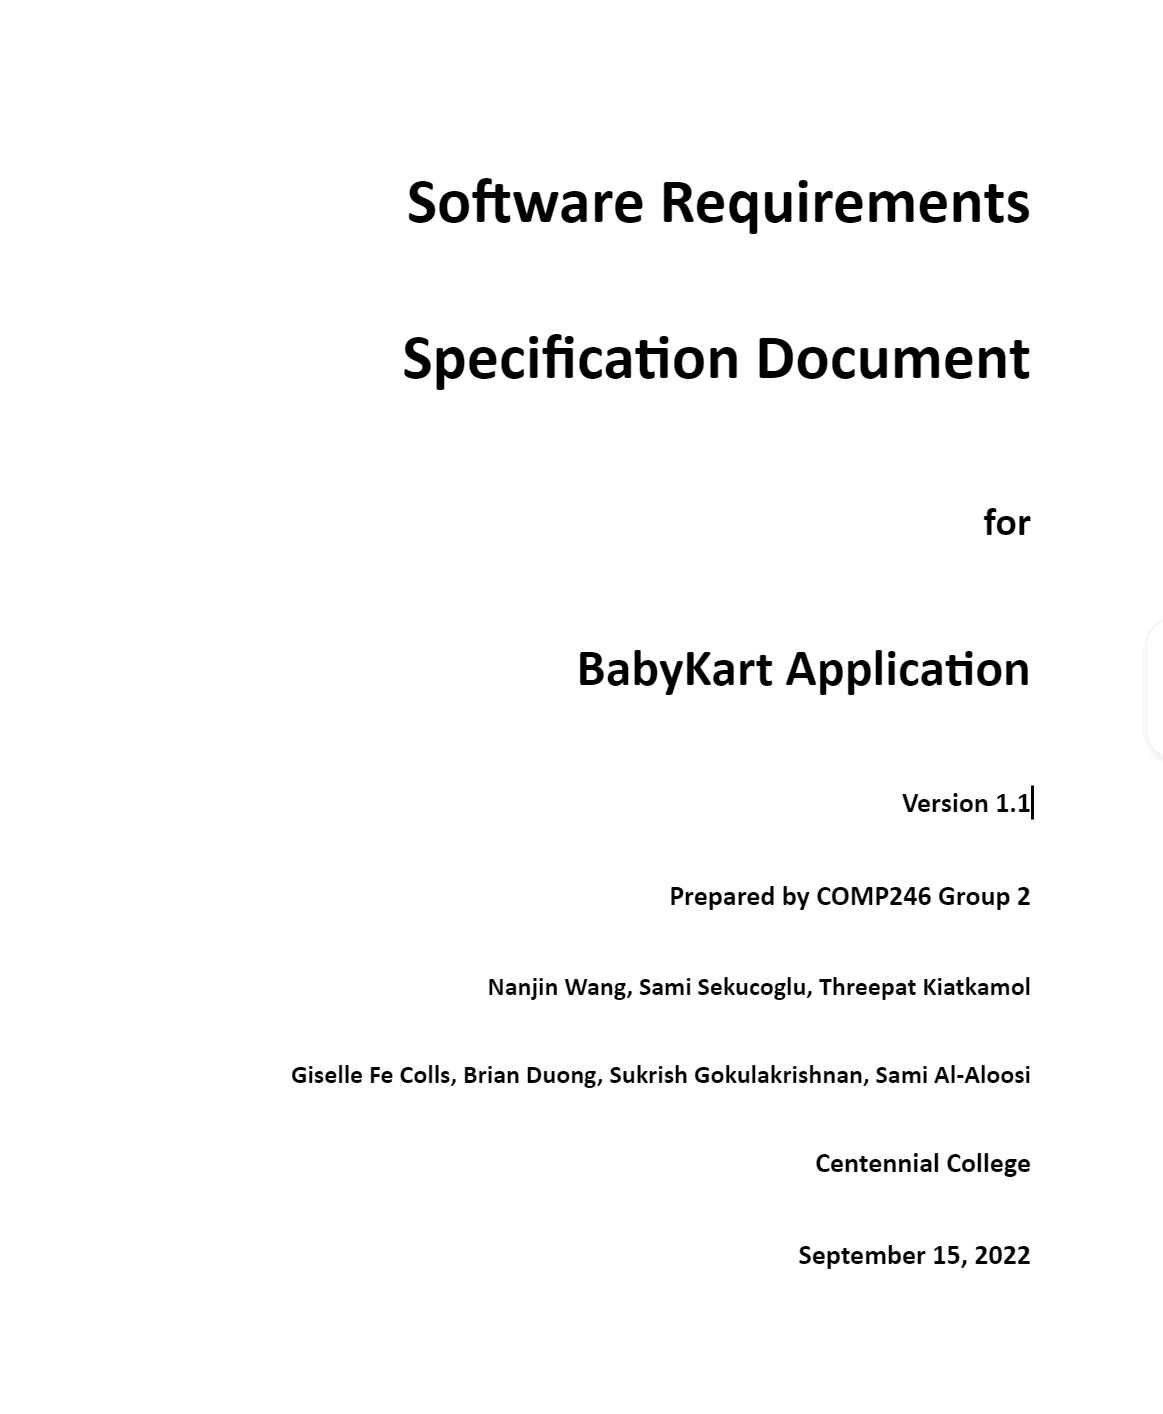 Software Requirements
Specification Document
for
BabyKart Application
Version 1.1
Prepared by COMP246 Group 2
Nanjin Wang, Sami Sekucoglu, Threepat Kiatkamol
Giselle Fe Colls, Brian Duong, Sukrish Gokulakrishnan, Sami Al-Aloosi
Centennial College
September 15, 2022